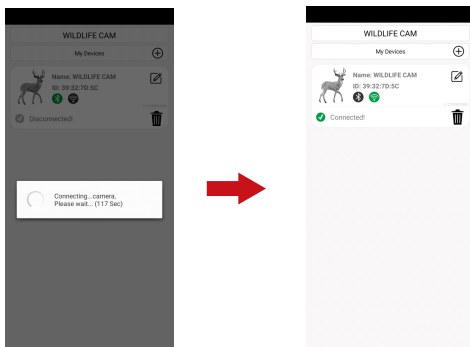 WILDLIFE CAM
My Devices
Name: WILDLIFE CAM
ID: 39:32:7D:5C
Disconnected!
Connecting...camera,
Please wait... (117 Sec)
WILDLIFE CAM
My Devices
Name: WILDLIFE CAM
ID: 39:32:7D:5C
Connected!